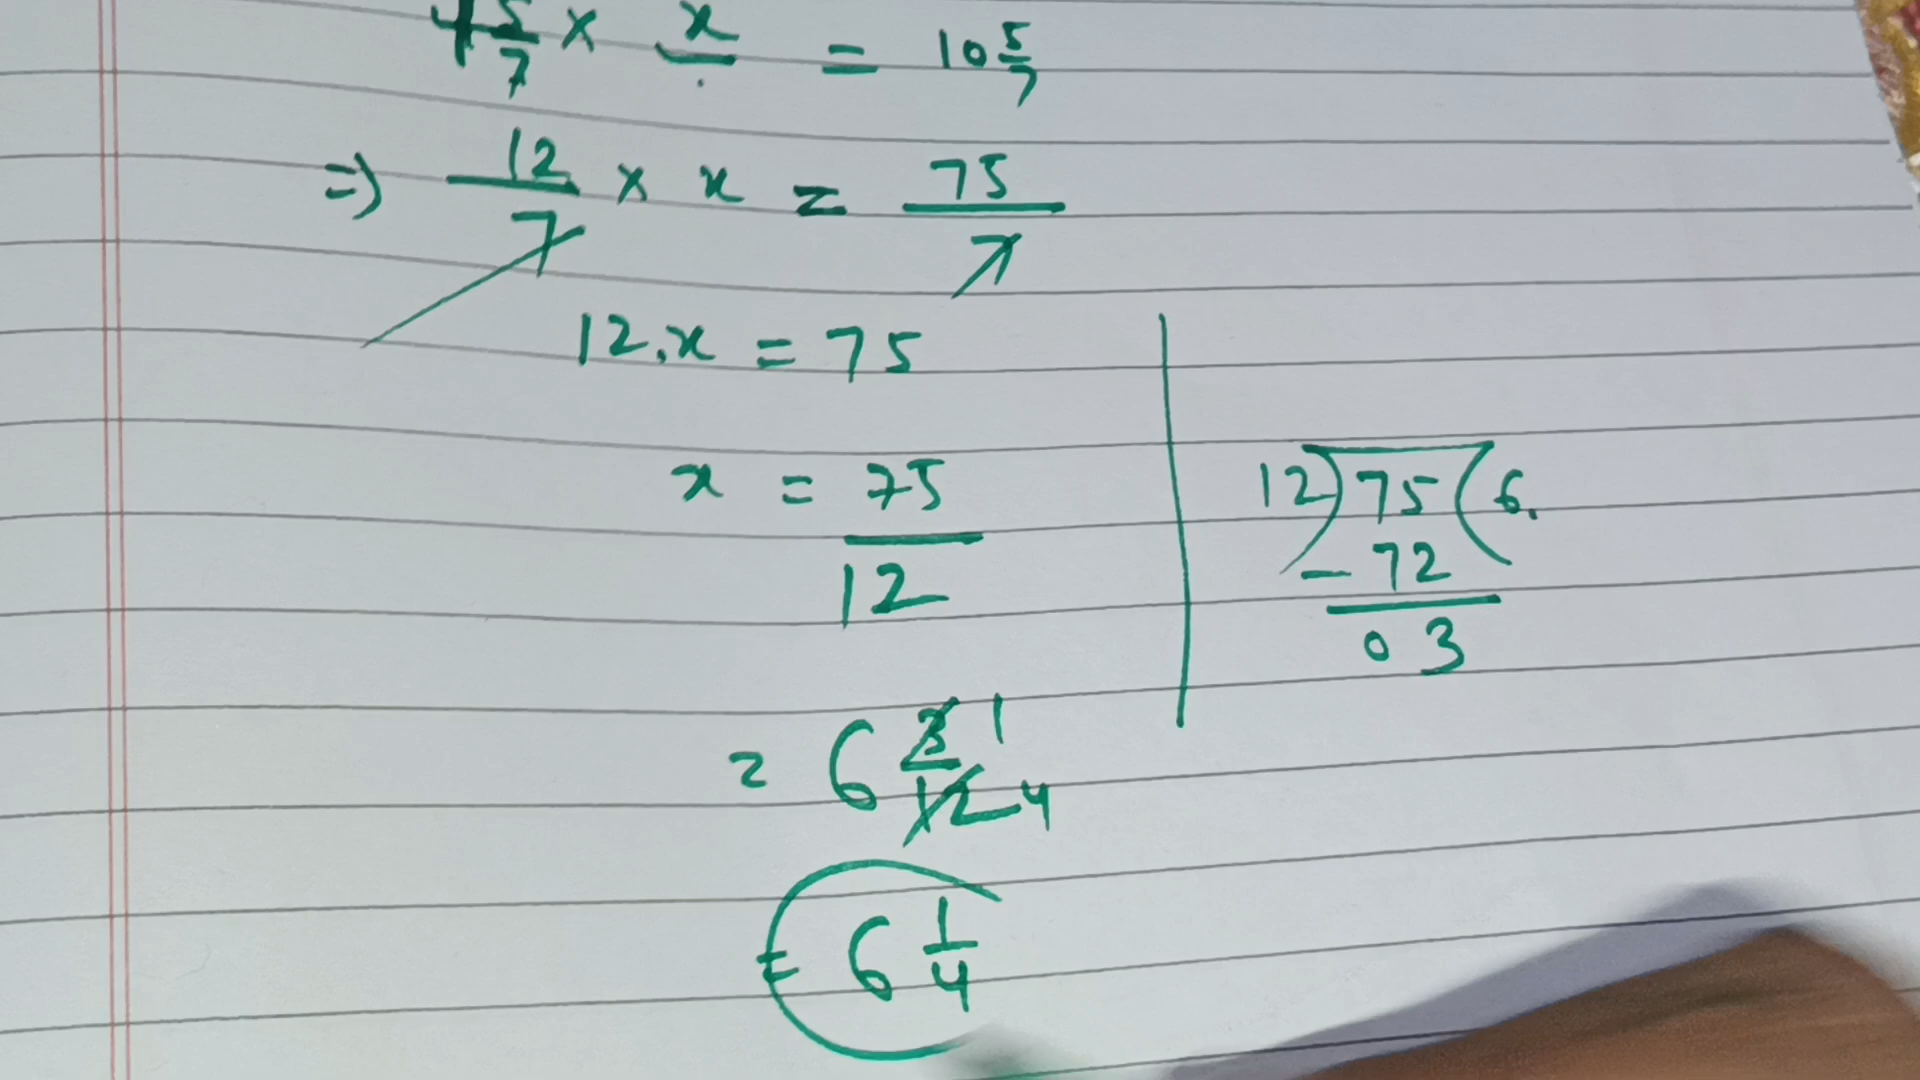 1 5/7 × x = 10 5/7
⇒ 12/7 × x = 75/7
12.x = 75
x = 75/12
12)75(6.
- 72
03
= 6 3/12 1 4
= 6 1/4